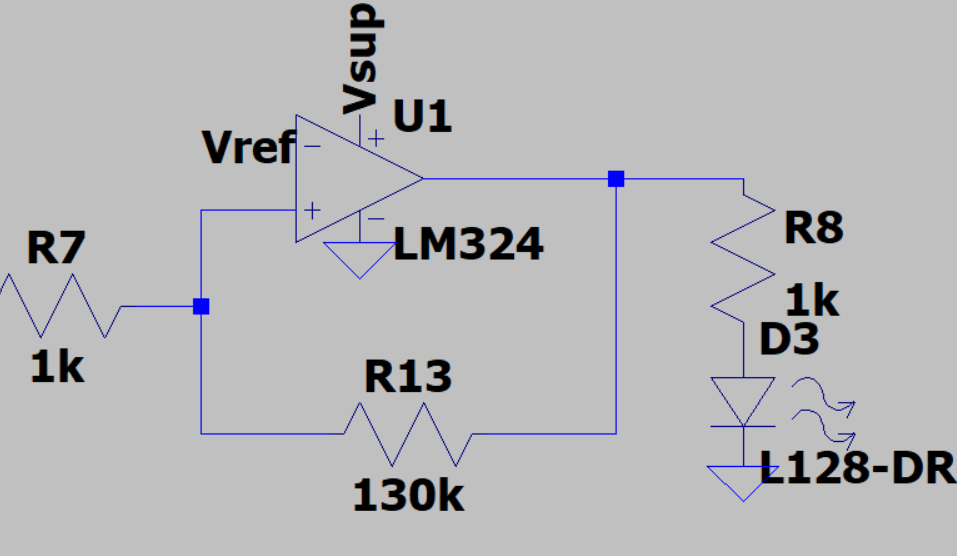 Vsup
U1
Vref
LM324
R7
1k
R8
1k
D3
R13
130k
L128-DR